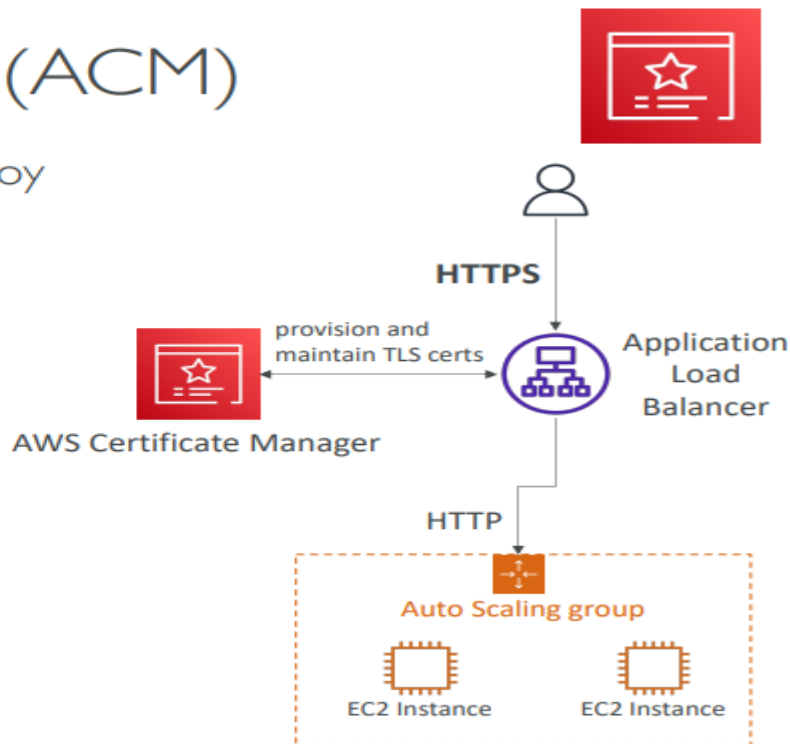 (ACM)
oy
HTTPS
provision and
maintain TLS certs
Application
Load
Balancer
AWS Certificate Manager
HTTP
Auto Scaling group
EC2 Instance
EC2 Instance